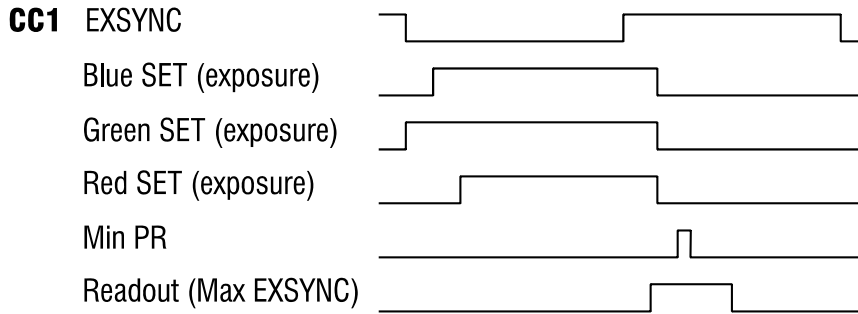 CC1 EXSYNC
Blue SET (exposure)
Green SET (exposure)
Red SET (exposure)
Min PR
Readout (Max EXSYNC)